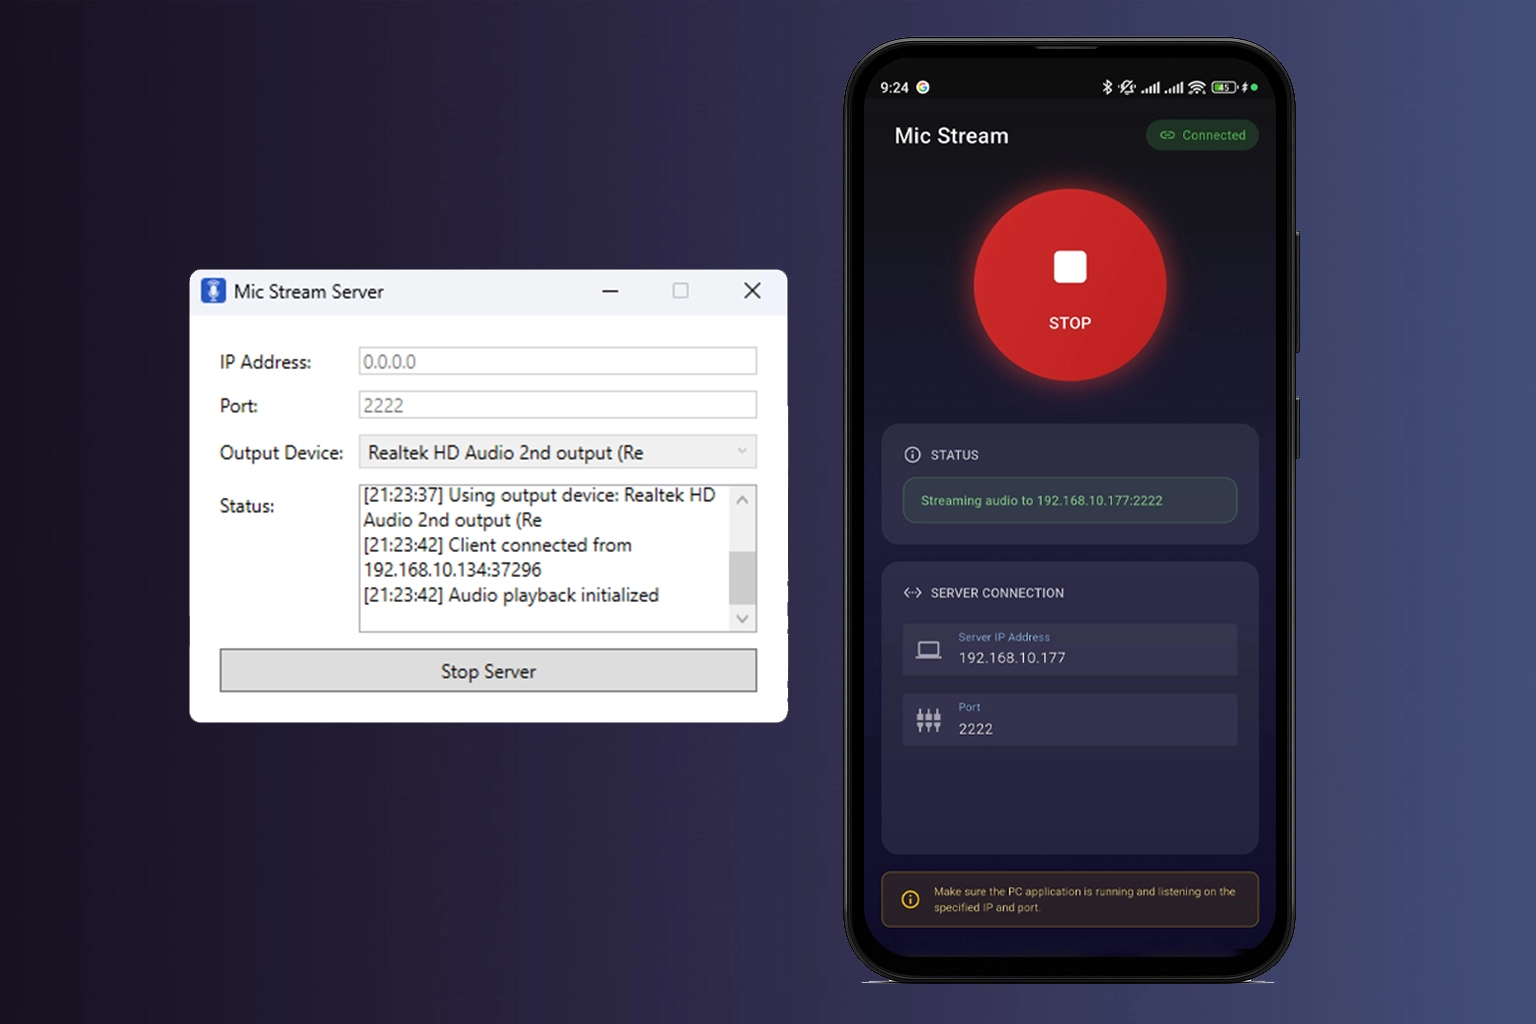 Mic Stream Server
IP Address:
0.0.0.0
Port:
2222
Output Device:
Realtek HD Audio 2nd output (Re
Status:
[21:23:37] Using output device: Realtek HD
Audio 2nd output (Re
[21:23:42] Client connected from
192.168.10.134:37296
[21:23:42] Audio playback initialized
Stop Server
9:24
45
Mic Stream
Connected
STOP
STATUS
Streaming audio to 192.168.10.177:2222
SERVER CONNECTION
Server IP Address
192.168.10.177
Port
2222
Make sure the PC application is running and listening on the
specified IP and port.